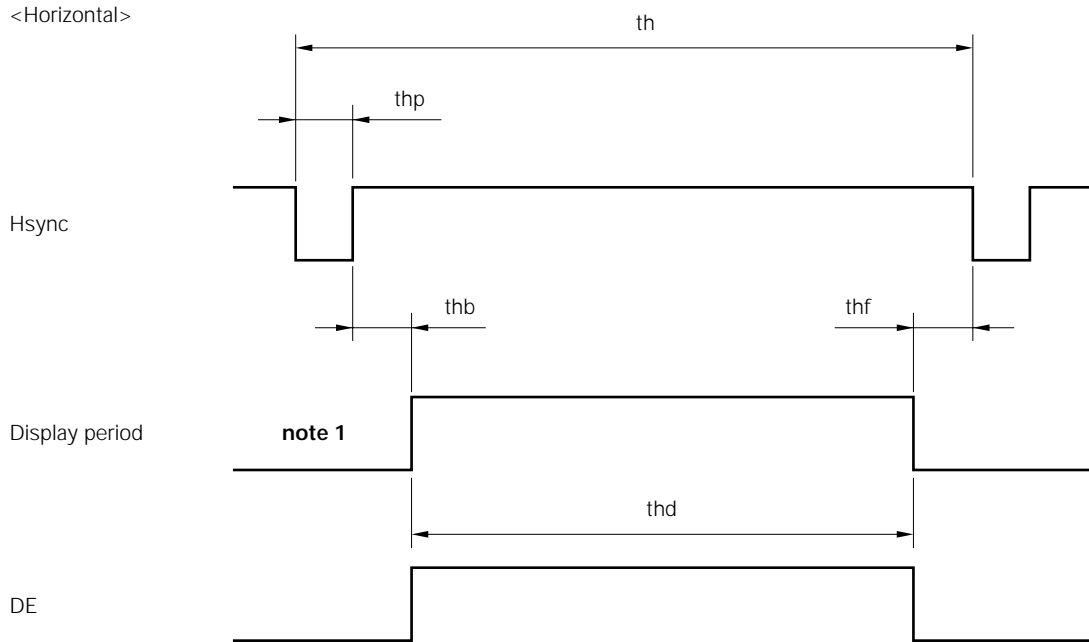 <Horizontal>
th
thp
Hsync
thb
thf
Display period
note 1
thd
DE